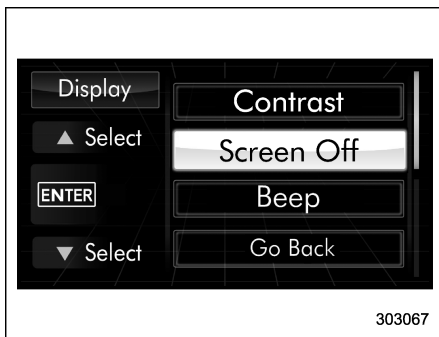 Display
Contrast
▲ Select
Screen Off
ENTER
Beep
▼ Select
Go Back
303067